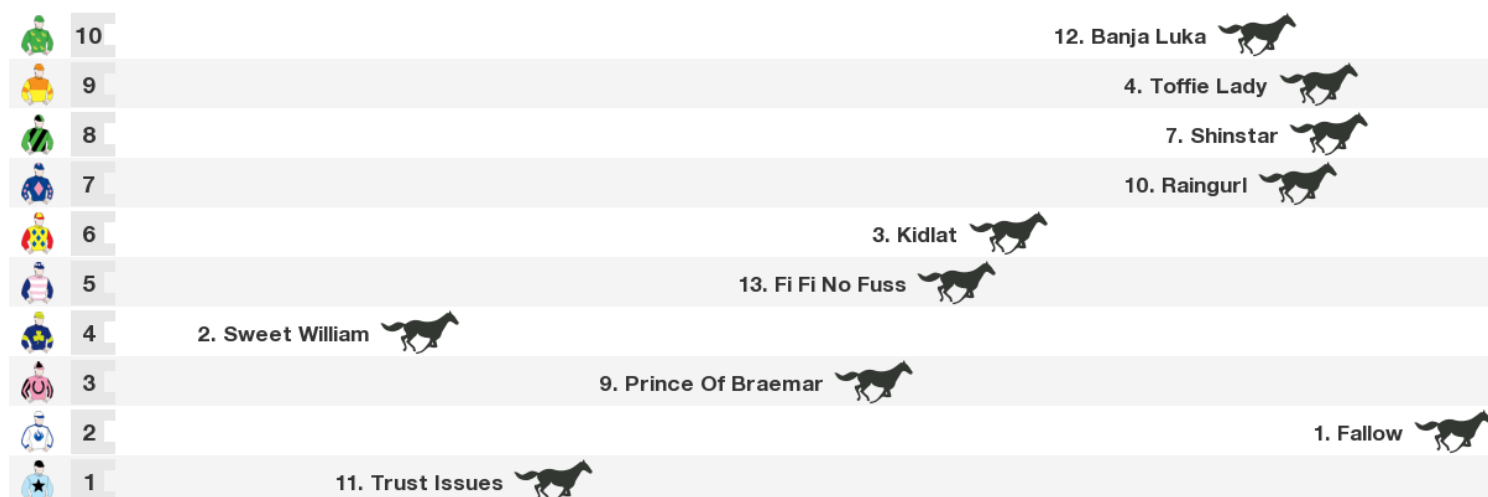 10 12. Banja Luka
9 4. Toffie Lady
8 7. Shinstar
7 10. Raingurl
6 3. Kidlat
5 13. Fi Fi No Fuss
4 2. Sweet William
3 9. Prince Of Braemar
2 1. Fallow
1 11. Trust Issues